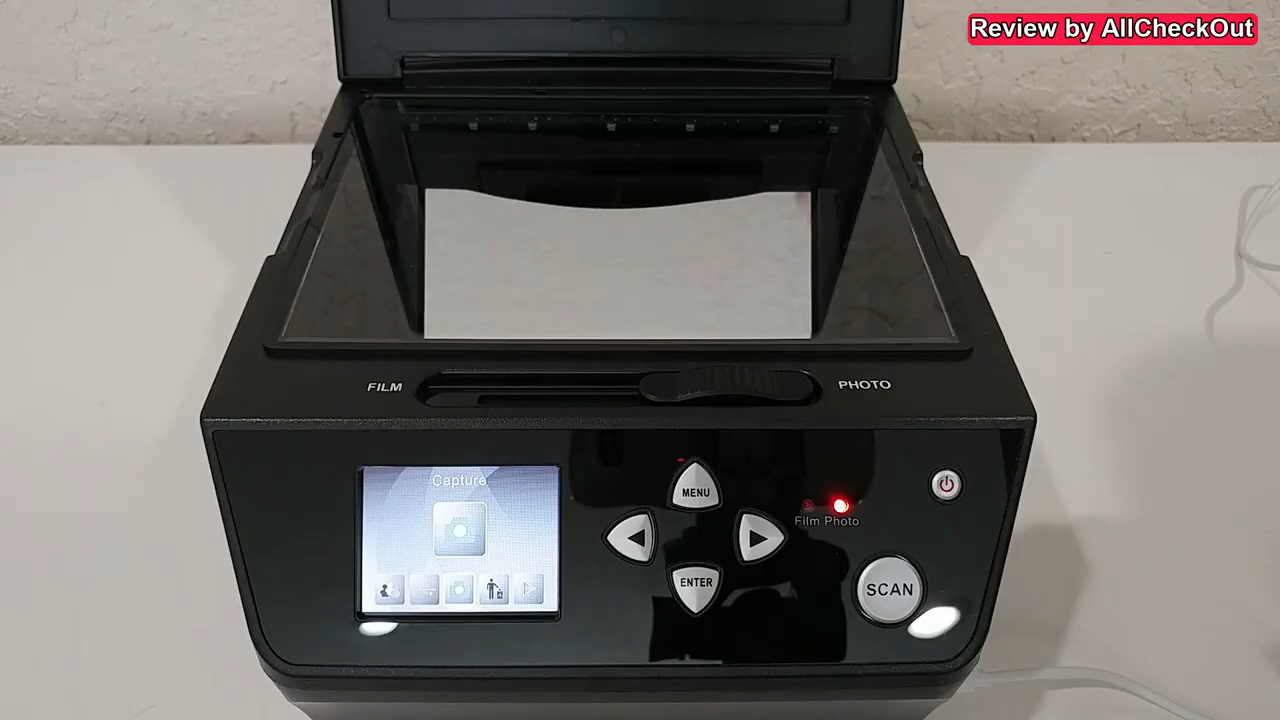 Review by AllCheckOut
FILM
PHOTO
Capture
MENU
ENTER
Film Photo
SCAN